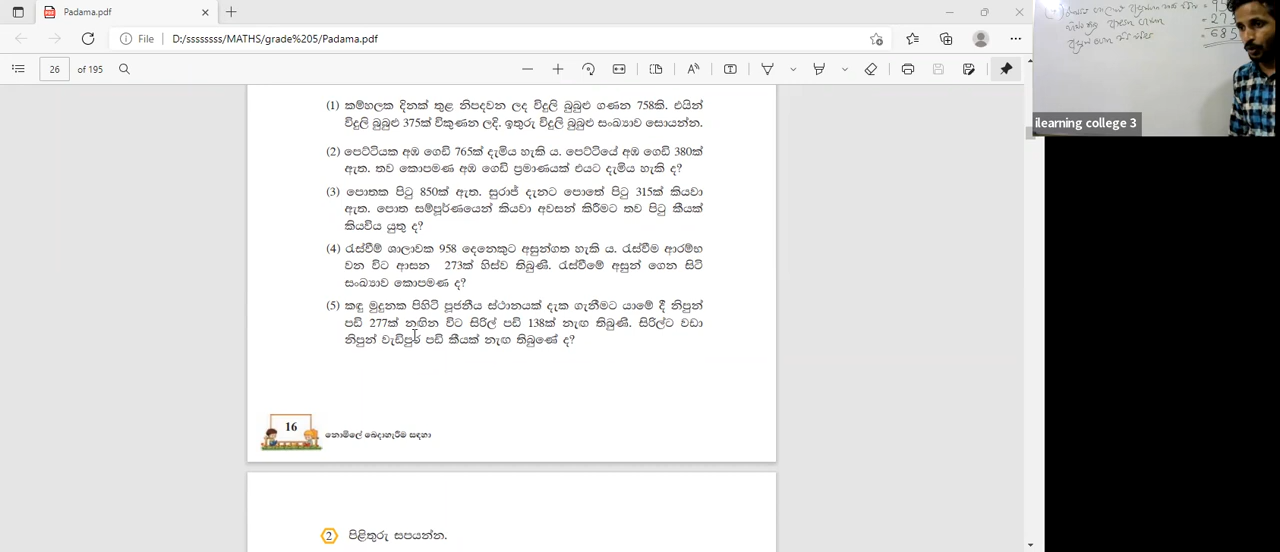 Padama.pdf
File
D:/ssssssss/MATHS/grade%205/Padama.pdf
26 of 195
(1) කම්හලක දිනක් තුළ නිපදවන ලද විදුලි බුබුළු ගණන 758කි. එයින්
විදුලි බුබුළු 375ක් විකුණන ලදි. ඉතුරු විදුලි බුබුළු සංඛ්‍යාව සොයන්න.
(2) පෙට්ටියක අඹ ගෙඩි 765ක් දැමිය හැකි ය. පෙට්ටියේ අඹ ගෙඩි 380ක්
ඇත. තව කොපමණ අඹ ගෙඩි ප්‍රමාණයක් එයට දැමිය හැකි ද?
(3) පොතක පිටු 850ක් ඇත. සුරාජ් දැනට පොතේ පිටු 315ක් කියවා
ඇත. පොත සම්පූර්ණයෙන් කියවා අවසන් කිරීමට තව පිටු කීයක්
කියවිය යුතු ද?
(4) රැස්වීම් ශාලාවක 958 දෙනෙකුට අසුන්ගත හැකි ය. රැස්වීම ආරම්භ
වන විට ආසන 273ක් හිස්ව තිබුණි. රැස්වීමේ අසුන් ගෙන සිටි
සංඛ්‍යාව කොපමණ ද?
(5) කඳු මුදුනක පිහිටි පූජනීය ස්ථානයක් දැක ගැනීමට යාමේ දී නිපුන්
පඩි 277ක් නඟින විට සිරිල් පඩි 138ක් නැඟ තිබුණි. සිරිල්ට වඩා
නිපුන් වැඩිපුර පඩි කීයක් නැඟ තිබුණේ ද?
16
නොමිලේ බෙදාහැරීම සඳහා
2 පිළිතුරු සපයන්න.
273
685
ilearning college 3